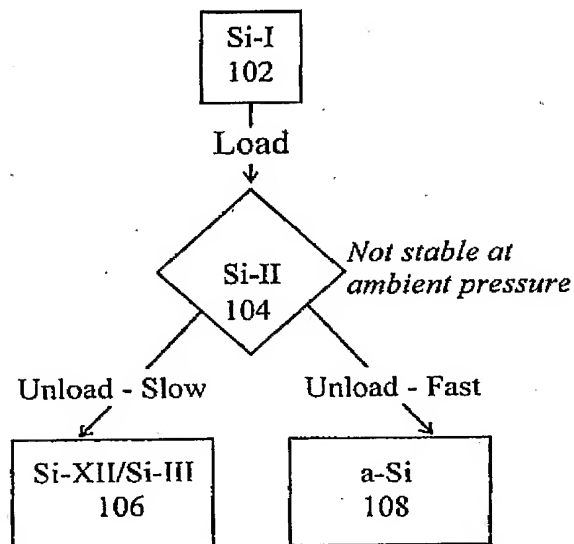 Si-I
102
Load
Si-II
104
Not stable at
ambient pressure
Unload - Slow
Unload - Fast
Si-XII/Si-III
106
a-Si
108